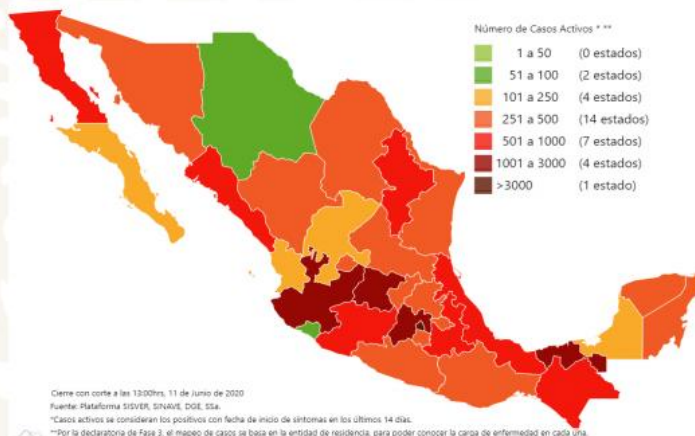 Número de Casos Activos * **
1 a 50 (0 estados)
51 a 100 (2 estados)
101 a 250 (4 estados)
251 a 500 (14 estados)
501 a 1000 (7 estados)
1001 a 3000 (4 estados)
>3000 (1 estado)
Cierre con corte a las 13:00hrs, 11 de Junio de 2020
Fuente: Plataforma SISVER, SINAVE, DGE, SSa.
*Casos activos se consideran los positivos con fecha de inicio de síntomas en los últimos 14 días.
**Por la declaratoria de Fase 3, el mapeo de casos se basa en la entidad de residencia, para poder conocer la carga de enfermedad en cada una.